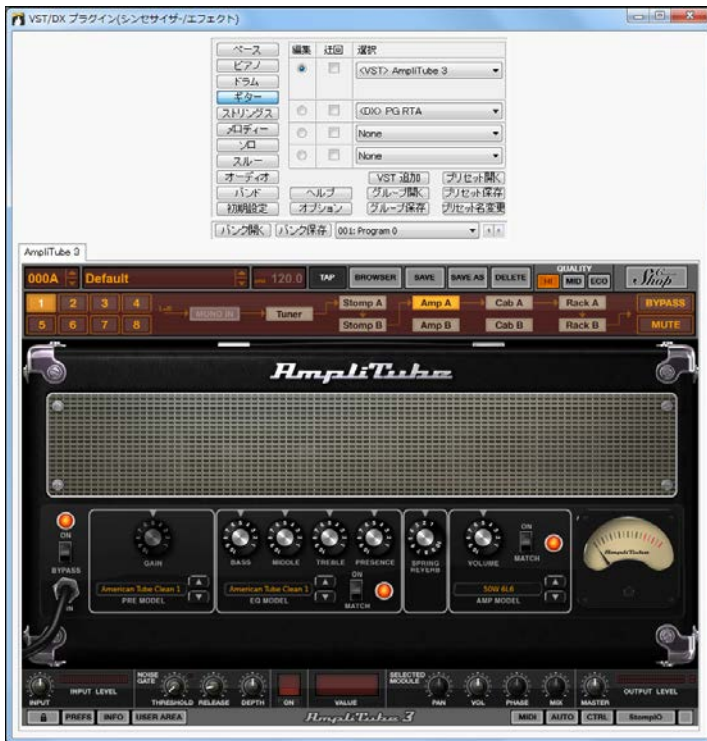 VST/DX プラグイン(シンセサイザ-/エフェクト)
ベース 編集 迂回 選択
ピアノ <VST> AmpliTube 3
ドラム
ギター
ストリングス <DX> PG RTA
メロディー None
ソロ
スルー None
オーディオ VST 追加 プリセット開く
バンド ヘルプ グループ開く プリセット保存
初期設定 オプション グループ保存 プリセット名変更
バンク開く バンク保存 001: Program 0
AmpliTube 3
000A Default 120.0 TAP BROWSER SAVE SAVE AS DELETE QUALITY HI MID ECO Custom Shop
1 2 3 4 MONO IN Tuner Stomp A Amp A Cab A Rack A BYPASS
5 6 7 8 Stomp B Amp B Cab B Rack B MUTE
AmpliTube
ON BYPASS IN
GAIN BASS MIDDLE TREBLE PRESENCE SPRING REVERB VOLUME ON MATCH
American Tube Clean 1 American Tube Clean 1 ON MATCH 50W 6L6
PRE MODEL EQ MODEL AMP MODEL
AmpliTube
INPUT INPUT LEVEL NOISE GATE THRESHOLD RELEASE DEPTH ON VALUE SELECTED MODULE PAN VOL PHASE MIX MASTER OUTPUT LEVEL
PREFS INFO USER AREA AmpliTube 3 MIDI AUTO CTRL StompIO